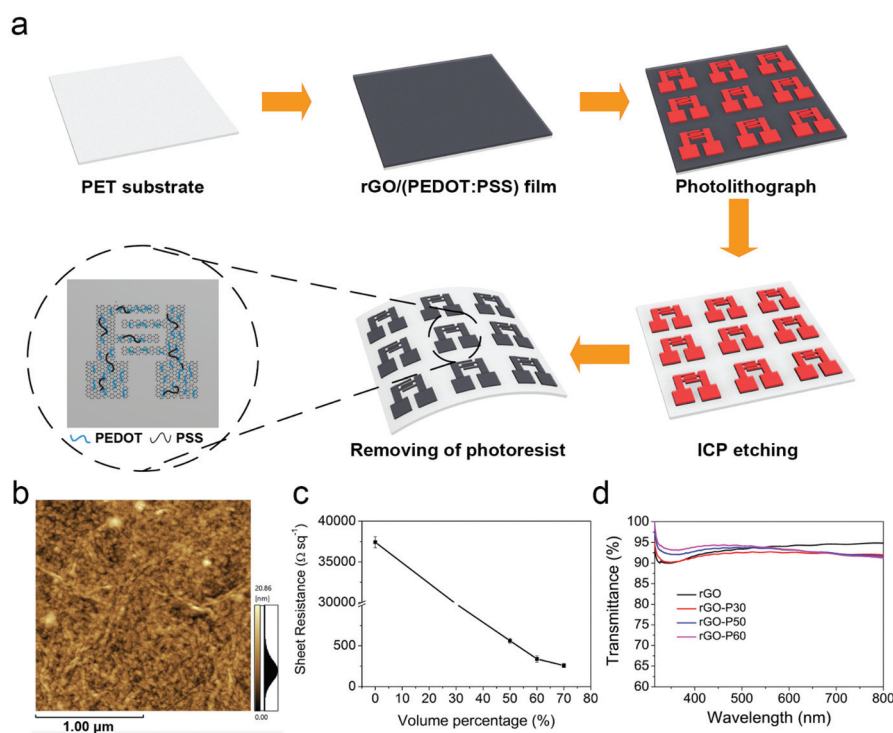 a
PET substrate
rGO/(PEDOT:PSS) film
Photolithograph
PEDOT
PSS
Removing of photoresist
ICP etching
b
20.86
[nm]
0.00
1.00 μm
c
Sheet Resistance (Ω sq⁻¹)
40000
35000
30000
500
250
0
0 10 20 30 40 50 60 70 80
Volume percentage (%)
d
Transmittance (%)
100
95
90
85
80
75
70
65
60
rGO
rGO-P30
rGO-P50
rGO-P60
400 500 600 700 800
Wavelength (nm)